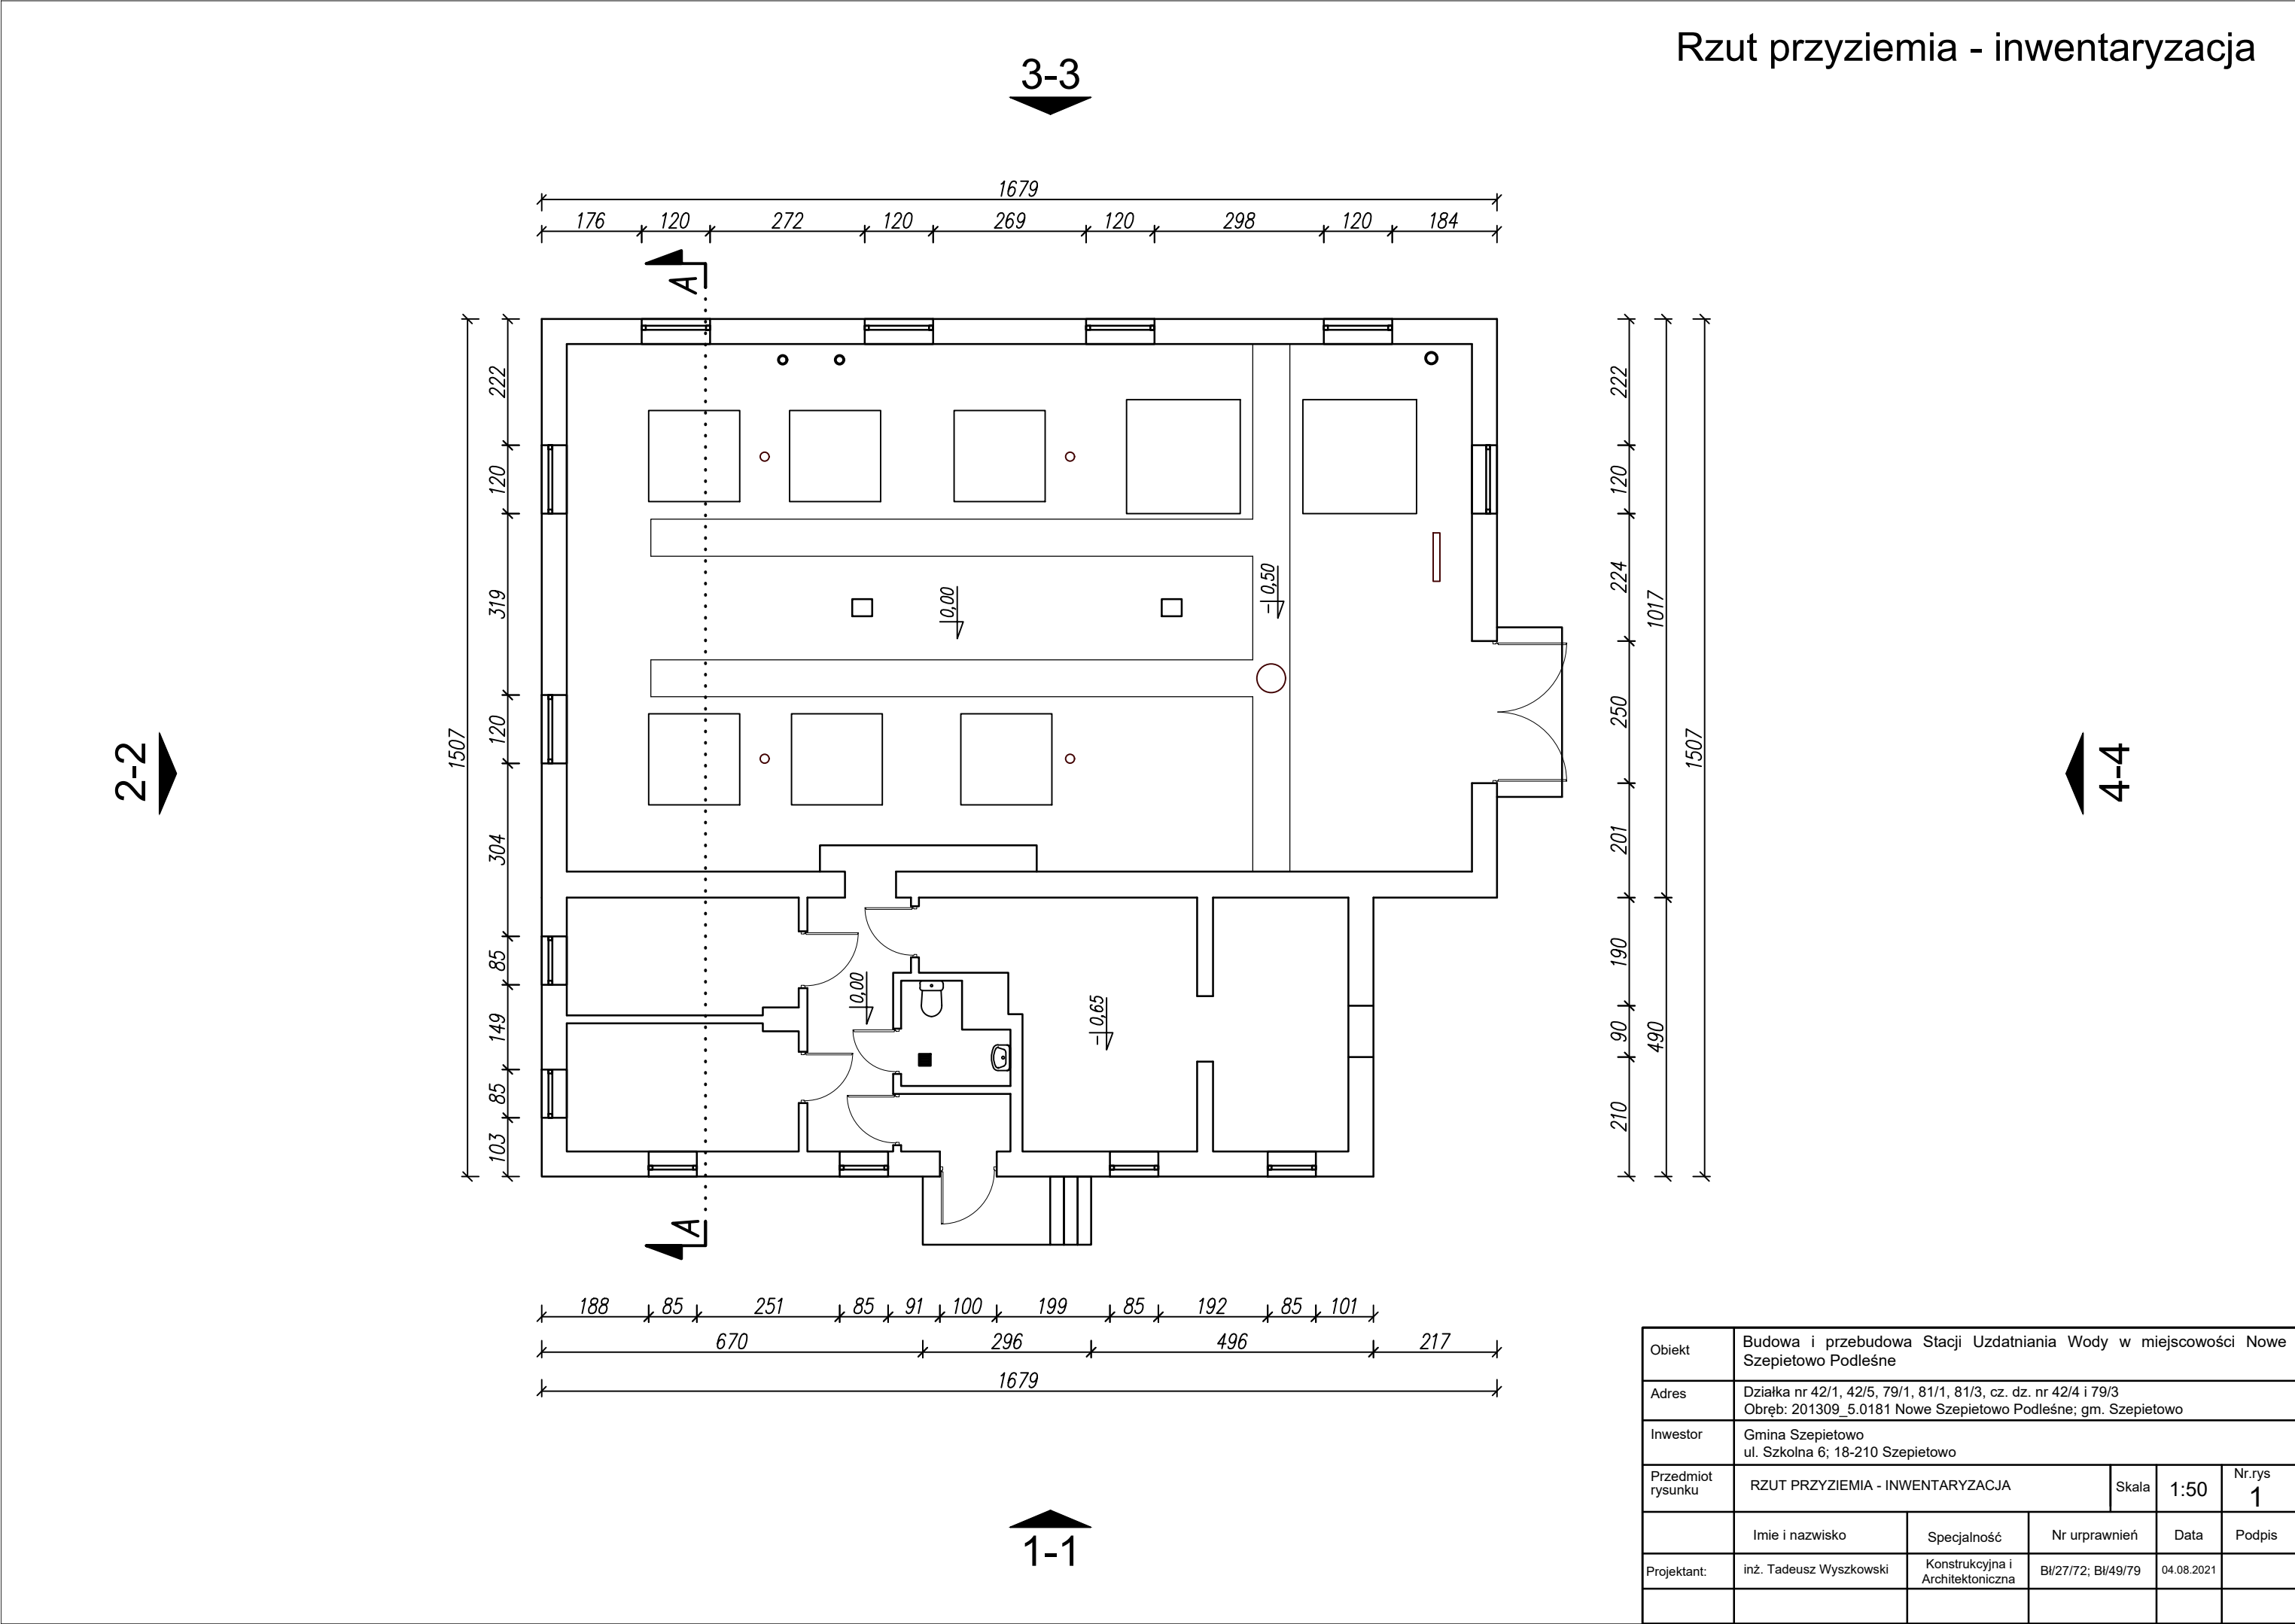 Rzut przyziemia - inwentaryzacja
3-3
1679
176 120 272 120 269 120 298 120 184
A
222
120
319
120
304
85
149
85
103
1507
2-2
0,00
-0,50
0,00
-0,65
222
120
224
250
201
190
90
210
1017
490
1507
4-4
A
188 85 251 85 91 100 199 85 192 85 101
670 296 496 217
1679
1-1
Obiekt
Budowa i przebudowa Stacji Uzdatniania Wody w miejscowości Nowe
Szepietowo Podleśne
Adres
Działka nr 42/1, 42/5, 79/1, 81/1, 81/3, cz. dz. nr 42/4 i 79/3
Obręb: 201309_5.0181 Nowe Szepietowo Podleśne; gm. Szepietowo
Inwestor
Gmina Szepietowo
ul. Szkolna 6; 18-210 Szepietowo
Przedmiot
rysunku
RZUT PRZYZIEMIA - INWENTARYZACJA
Skala
1:50
Nr.rys
1
Imie i nazwisko
Specjalność
Nr urprawnień
Data
Podpis
Projektant:
inż. Tadeusz Wyszkowski
Konstrukcyjna i
Architektoniczna
Bł/27/72; Bł/49/79
04.08.2021